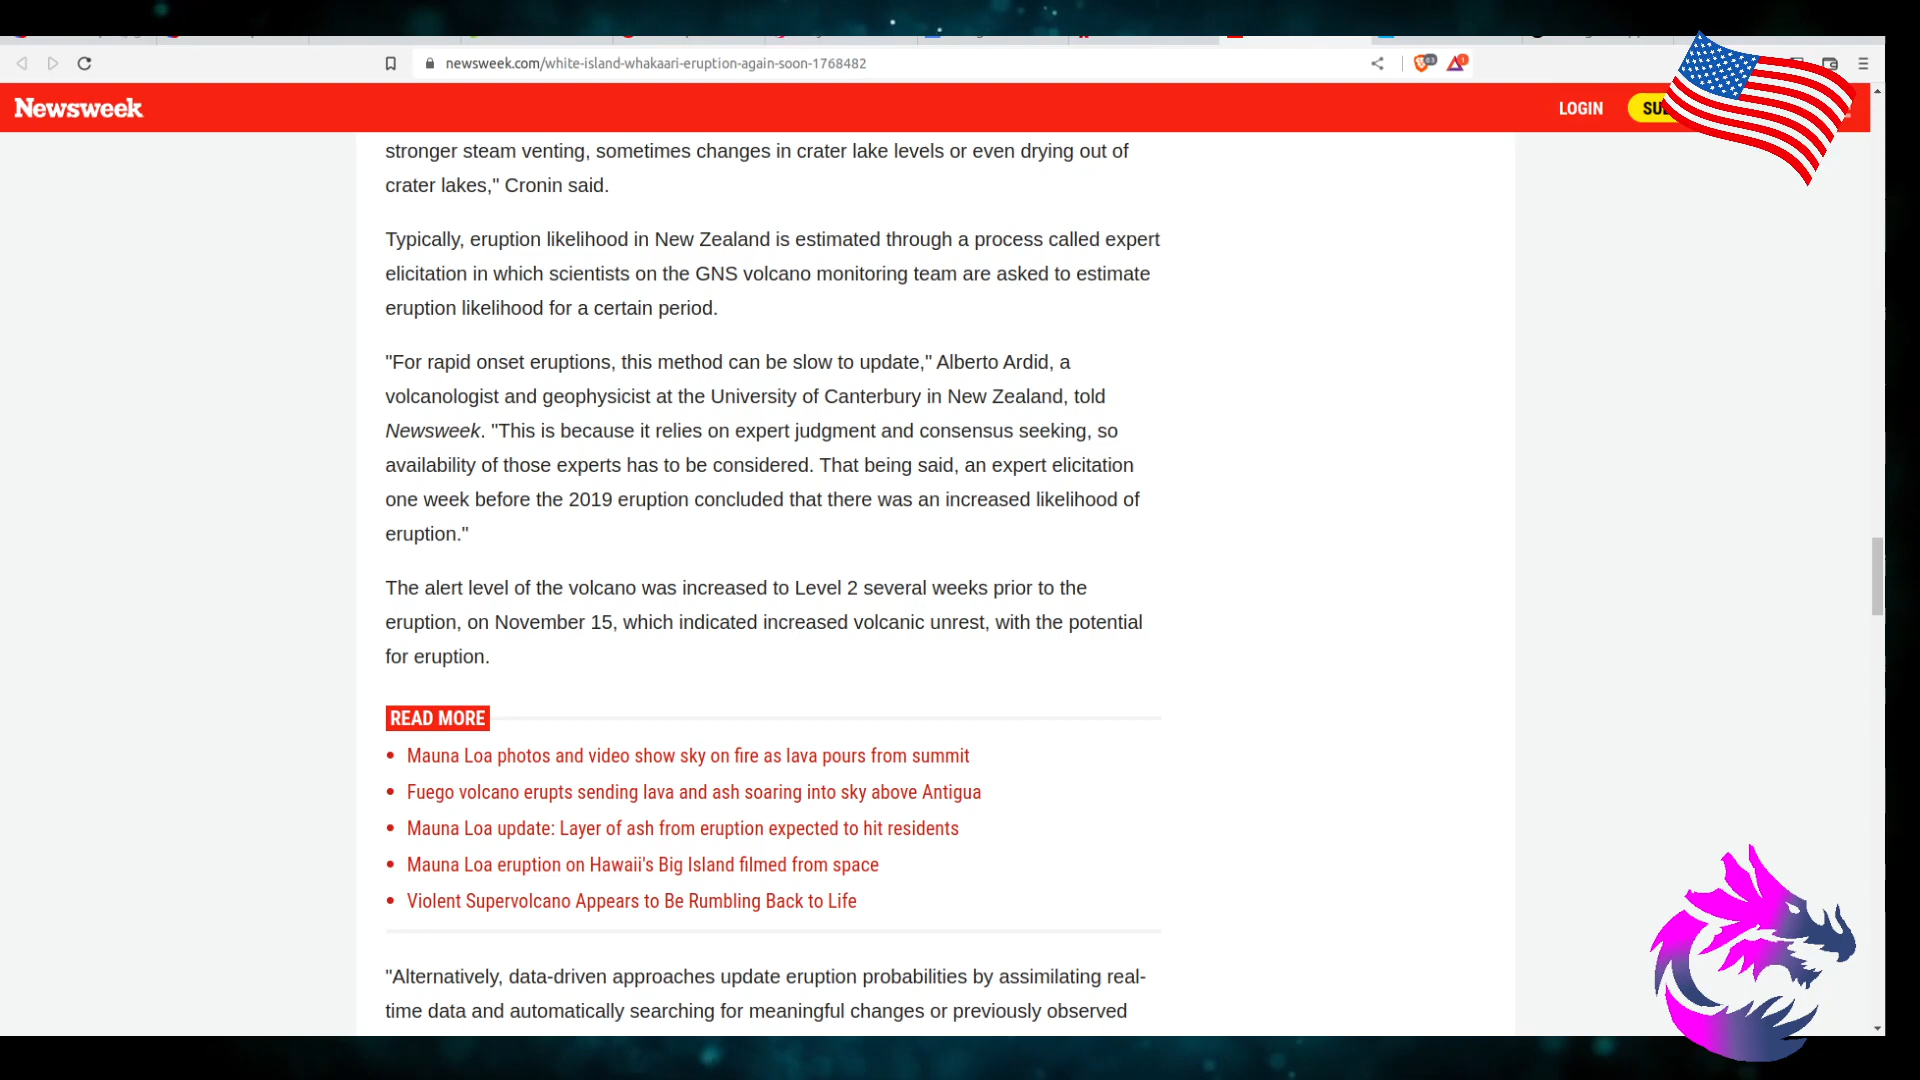 newsweek.com/white-island-whakaari-eruption-again-soon-1768482
Newsweek
LOGIN
stronger steam venting, sometimes changes in crater lake levels or even drying out of
crater lakes," Cronin said.
Typically, eruption likelihood in New Zealand is estimated through a process called expert
elicitation in which scientists on the GNS volcano monitoring team are asked to estimate
eruption likelihood for a certain period.
"For rapid onset eruptions, this method can be slow to update," Alberto Ardid, a
volcanologist and geophysicist at the University of Canterbury in New Zealand, told
Newsweek. "This is because it relies on expert judgment and consensus seeking, so
availability of those experts has to be considered. That being said, an expert elicitation
one week before the 2019 eruption concluded that there was an increased likelihood of
eruption."
The alert level of the volcano was increased to Level 2 several weeks prior to the
eruption, on November 15, which indicated increased volcanic unrest, with the potential
for eruption.
READ MORE
Mauna Loa photos and video show sky on fire as lava pours from summit
Fuego volcano erupts sending lava and ash soaring into sky above Antigua
Mauna Loa update: Layer of ash from eruption expected to hit residents
Mauna Loa eruption on Hawaii's Big Island filmed from space
Violent Supervolcano Appears to Be Rumbling Back to Life
"Alternatively, data-driven approaches update eruption probabilities by assimilating real-
time data and automatically searching for meaningful changes or previously observed